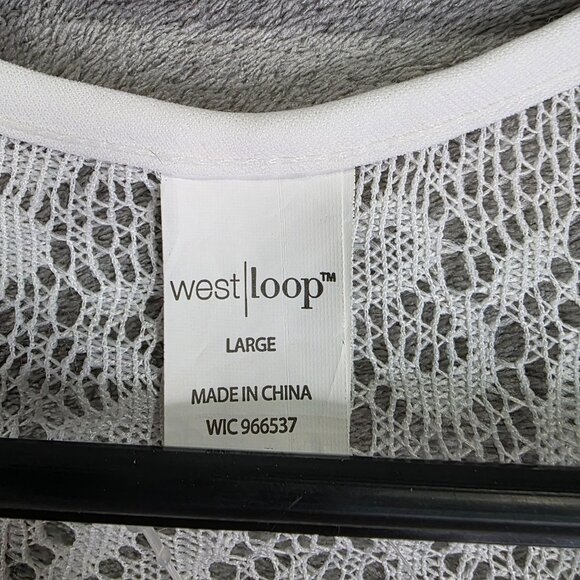 west|loop™
LARGE
MADE IN CHINA
WIC 966537